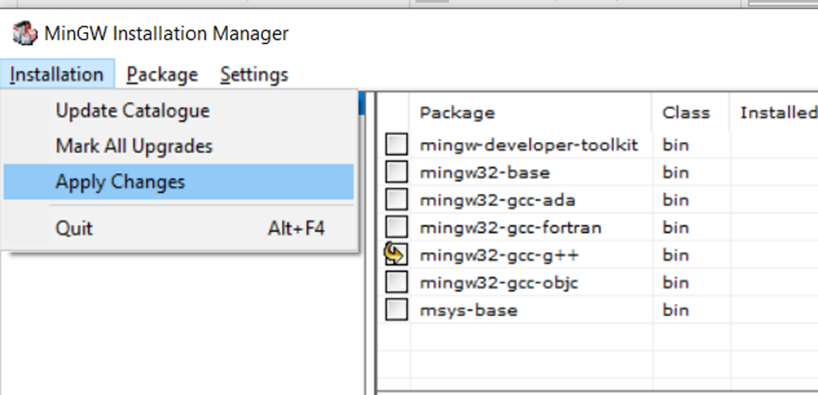 MinGW Installation Manager
Installation Package Settings
Update Catalogue
Mark All Upgrades
Apply Changes
Quit Alt+F4
Package Class Installed
mingw-developer-toolkit bin
mingw32-base bin
mingw32-gcc-ada bin
mingw32-gcc-fortran bin
mingw32-gcc-g++ bin
mingw32-gcc-objc bin
msys-base bin